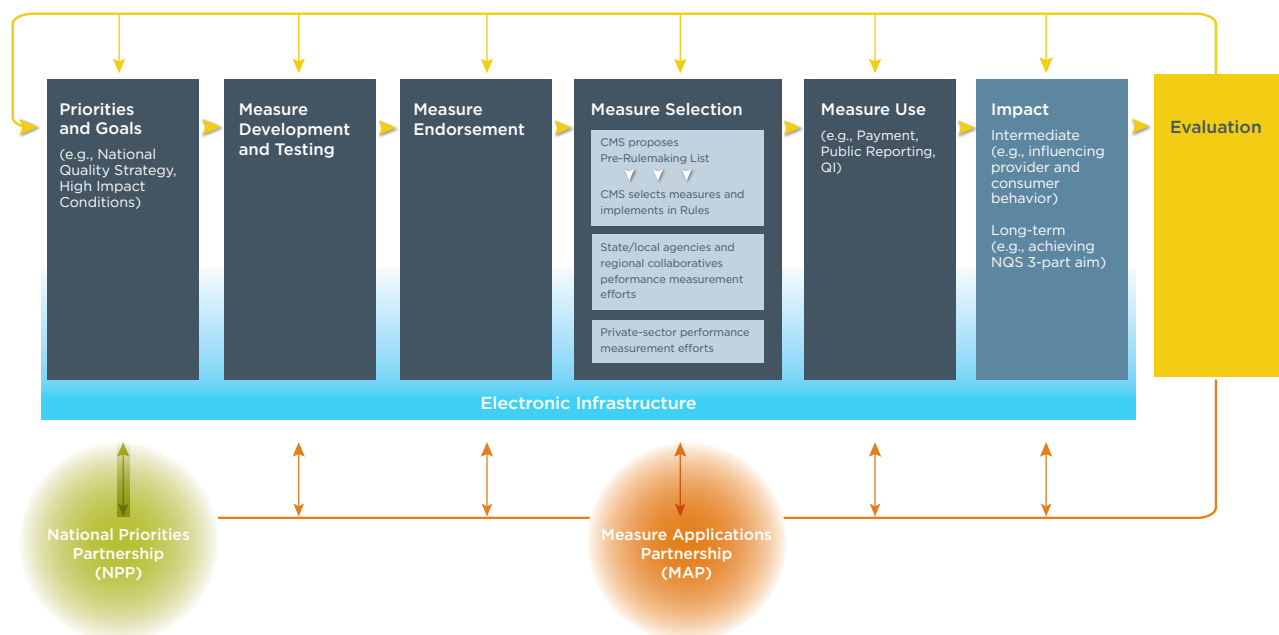 Priorities
and Goals
(e.g., National
Quality Strategy,
High Impact
Conditions)
Measure
Development
and Testing
Measure
Endorsement
Measure Selection
CMS proposes
Pre-Rulemaking List
CMS selects measures and
implements in Rules
State/local agencies and
regional collaboratives
peformance measurement
efforts
Private-sector performance
measurement efforts
Measure Use
(e.g., Payment,
Public Reporting,
QI)
Impact
Intermediate
(e.g., influencing
provider and
consumer
behavior)
Long-term
(e.g., achieving
NQS 3-part aim)
Evaluation
Electronic Infrastructure
National Priorities
Partnership
(NPP)
Measure Applications
Partnership
(MAP)